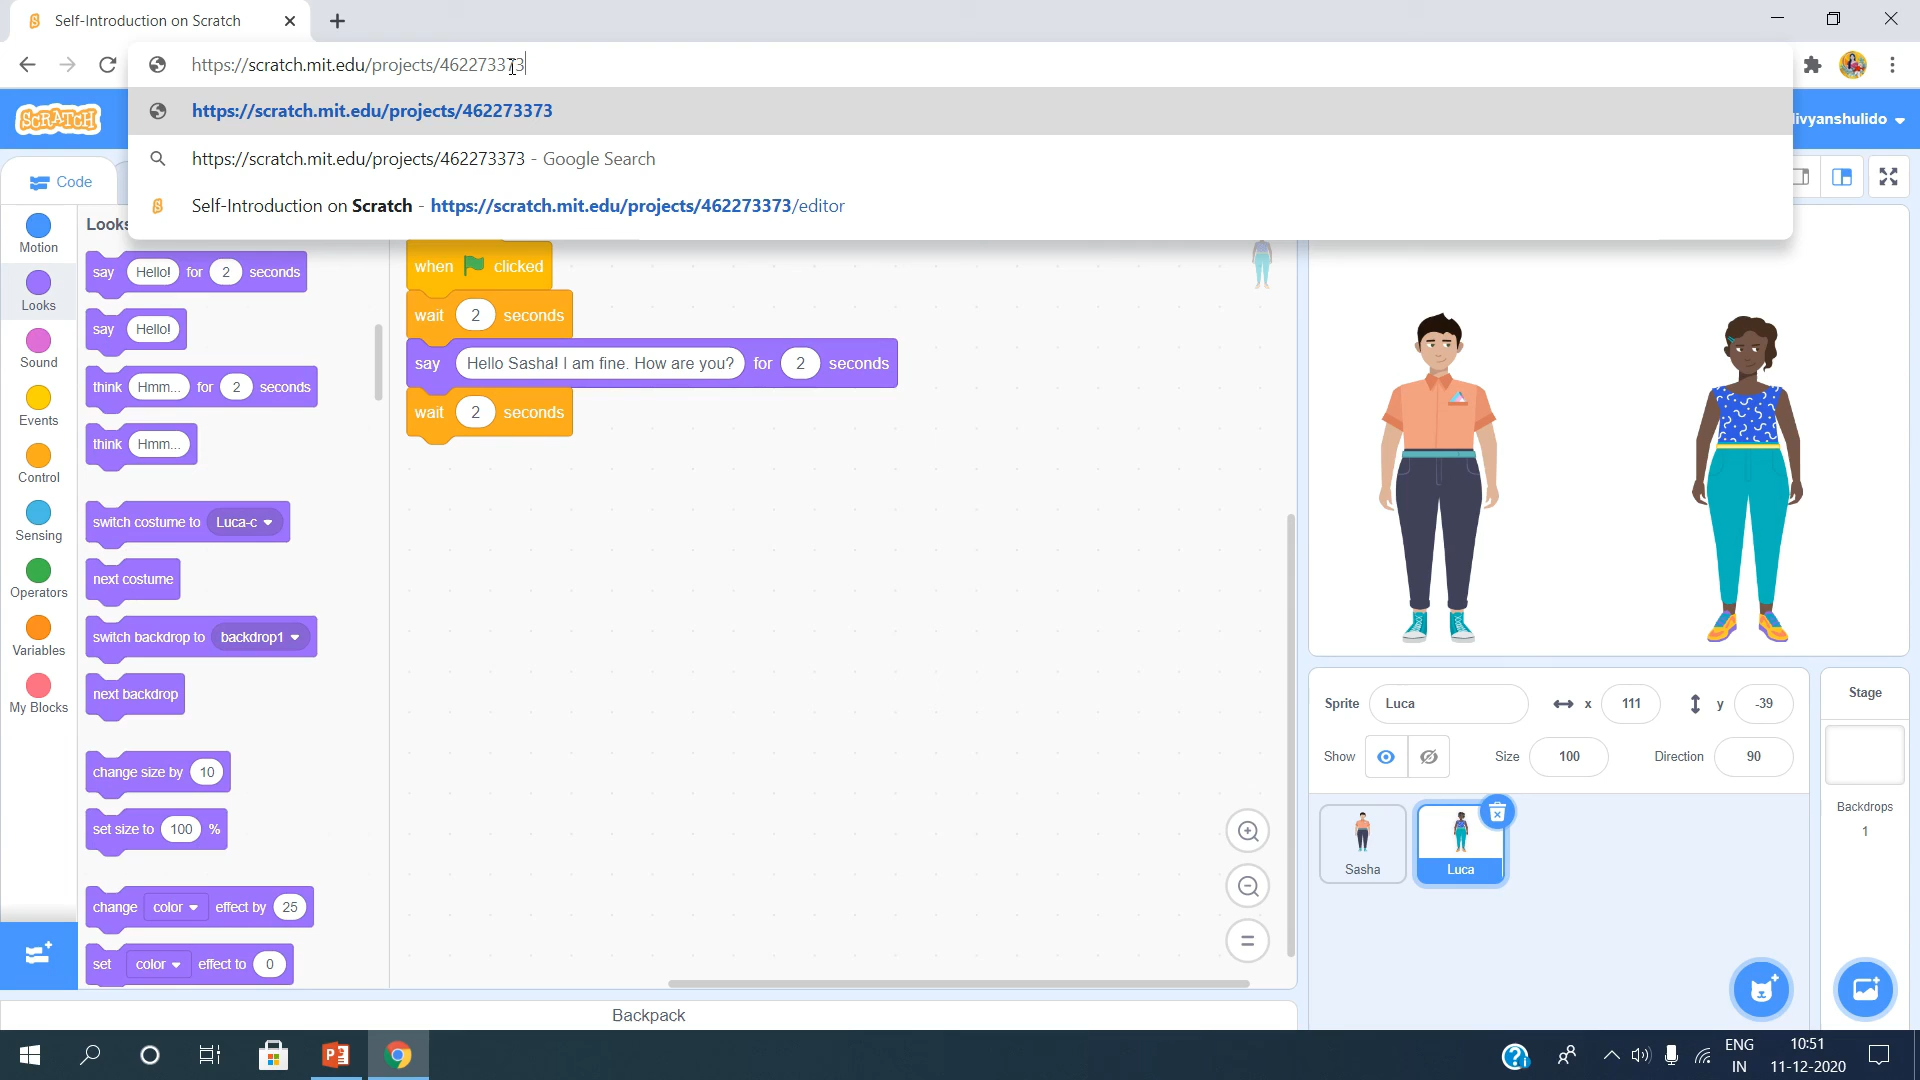 Self-Introduction on Scratch
https://scratch.mit.edu/projects/462273373
https://scratch.mit.edu/projects/462273373
https://scratch.mit.edu/projects/462273373 - Google Search
Self-Introduction on Scratch - https://scratch.mit.edu/projects/462273373/editor
SCRATCH
ivyanshulido
Code
Motion
Looks
Sound
Events
Control
Sensing
Operators
Variables
My Blocks
Looks
say Hello! for 2 seconds
say Hello!
think Hmm... for 2 seconds
think Hmm...
switch costume to Luca-c
next costume
switch backdrop to backdrop1
next backdrop
change size by 10
set size to 100 %
change color effect by 25
set color effect to 0
when clicked
wait 2 seconds
say Hello Sasha! I am fine. How are you? for 2 seconds
wait 2 seconds
Backpack
Sprite Luca x 111 y -39
Show Size 100 Direction 90
Sasha
Luca
Stage
Backdrops
1
ENG
IN
10:51
11-12-2020